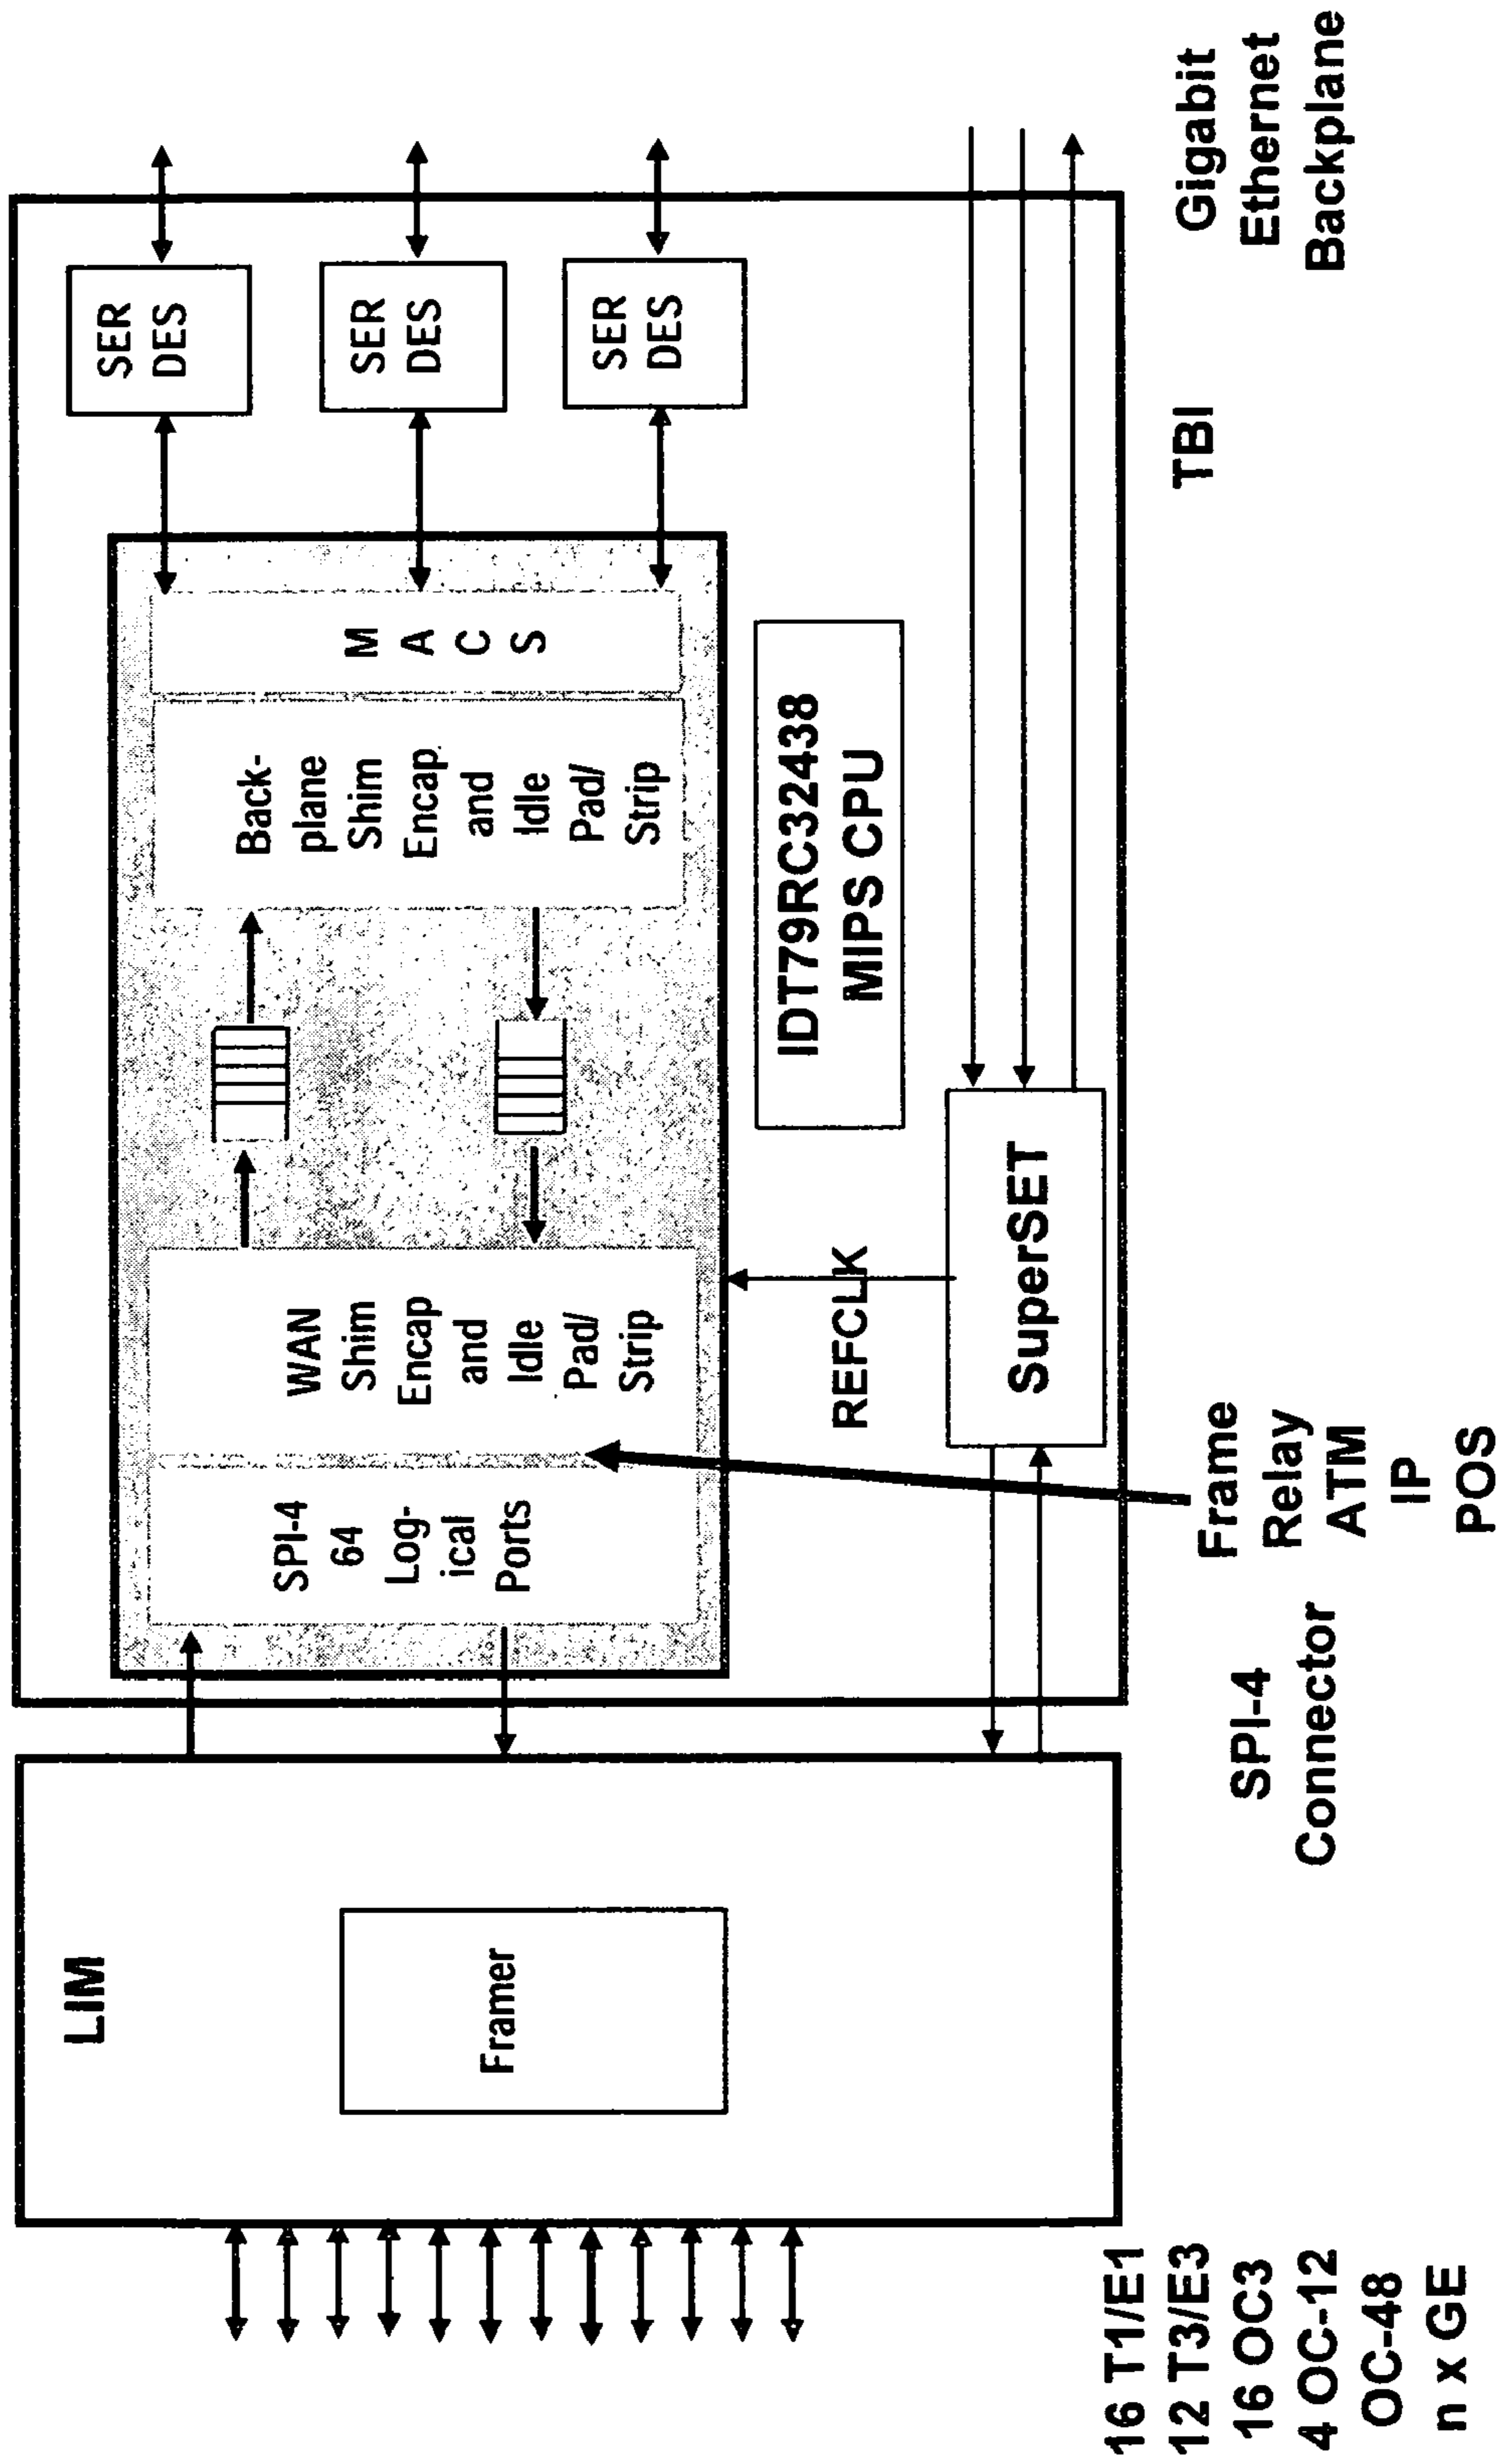 LIM
Framer
SPI-4
64
Log-
ical
Ports
WAN
Shim
Encap
and
Idle
Pad/
Strip
Back-
plane
Shim
Encap
and
Idle
Pad/
Strip
M
A
C
S
SER
DES
SER
DES
SER
DES
IDT79RC32438
MIPS CPU
REFCLK
SuperSET
16 T1/E1
12 T3/E3
16 OC3
4 OC-12
OC-48
n x GE
SPI-4
Connector
Frame
Relay
ATM
IP
POS
TBI
Gigabit
Ethernet
Backplane